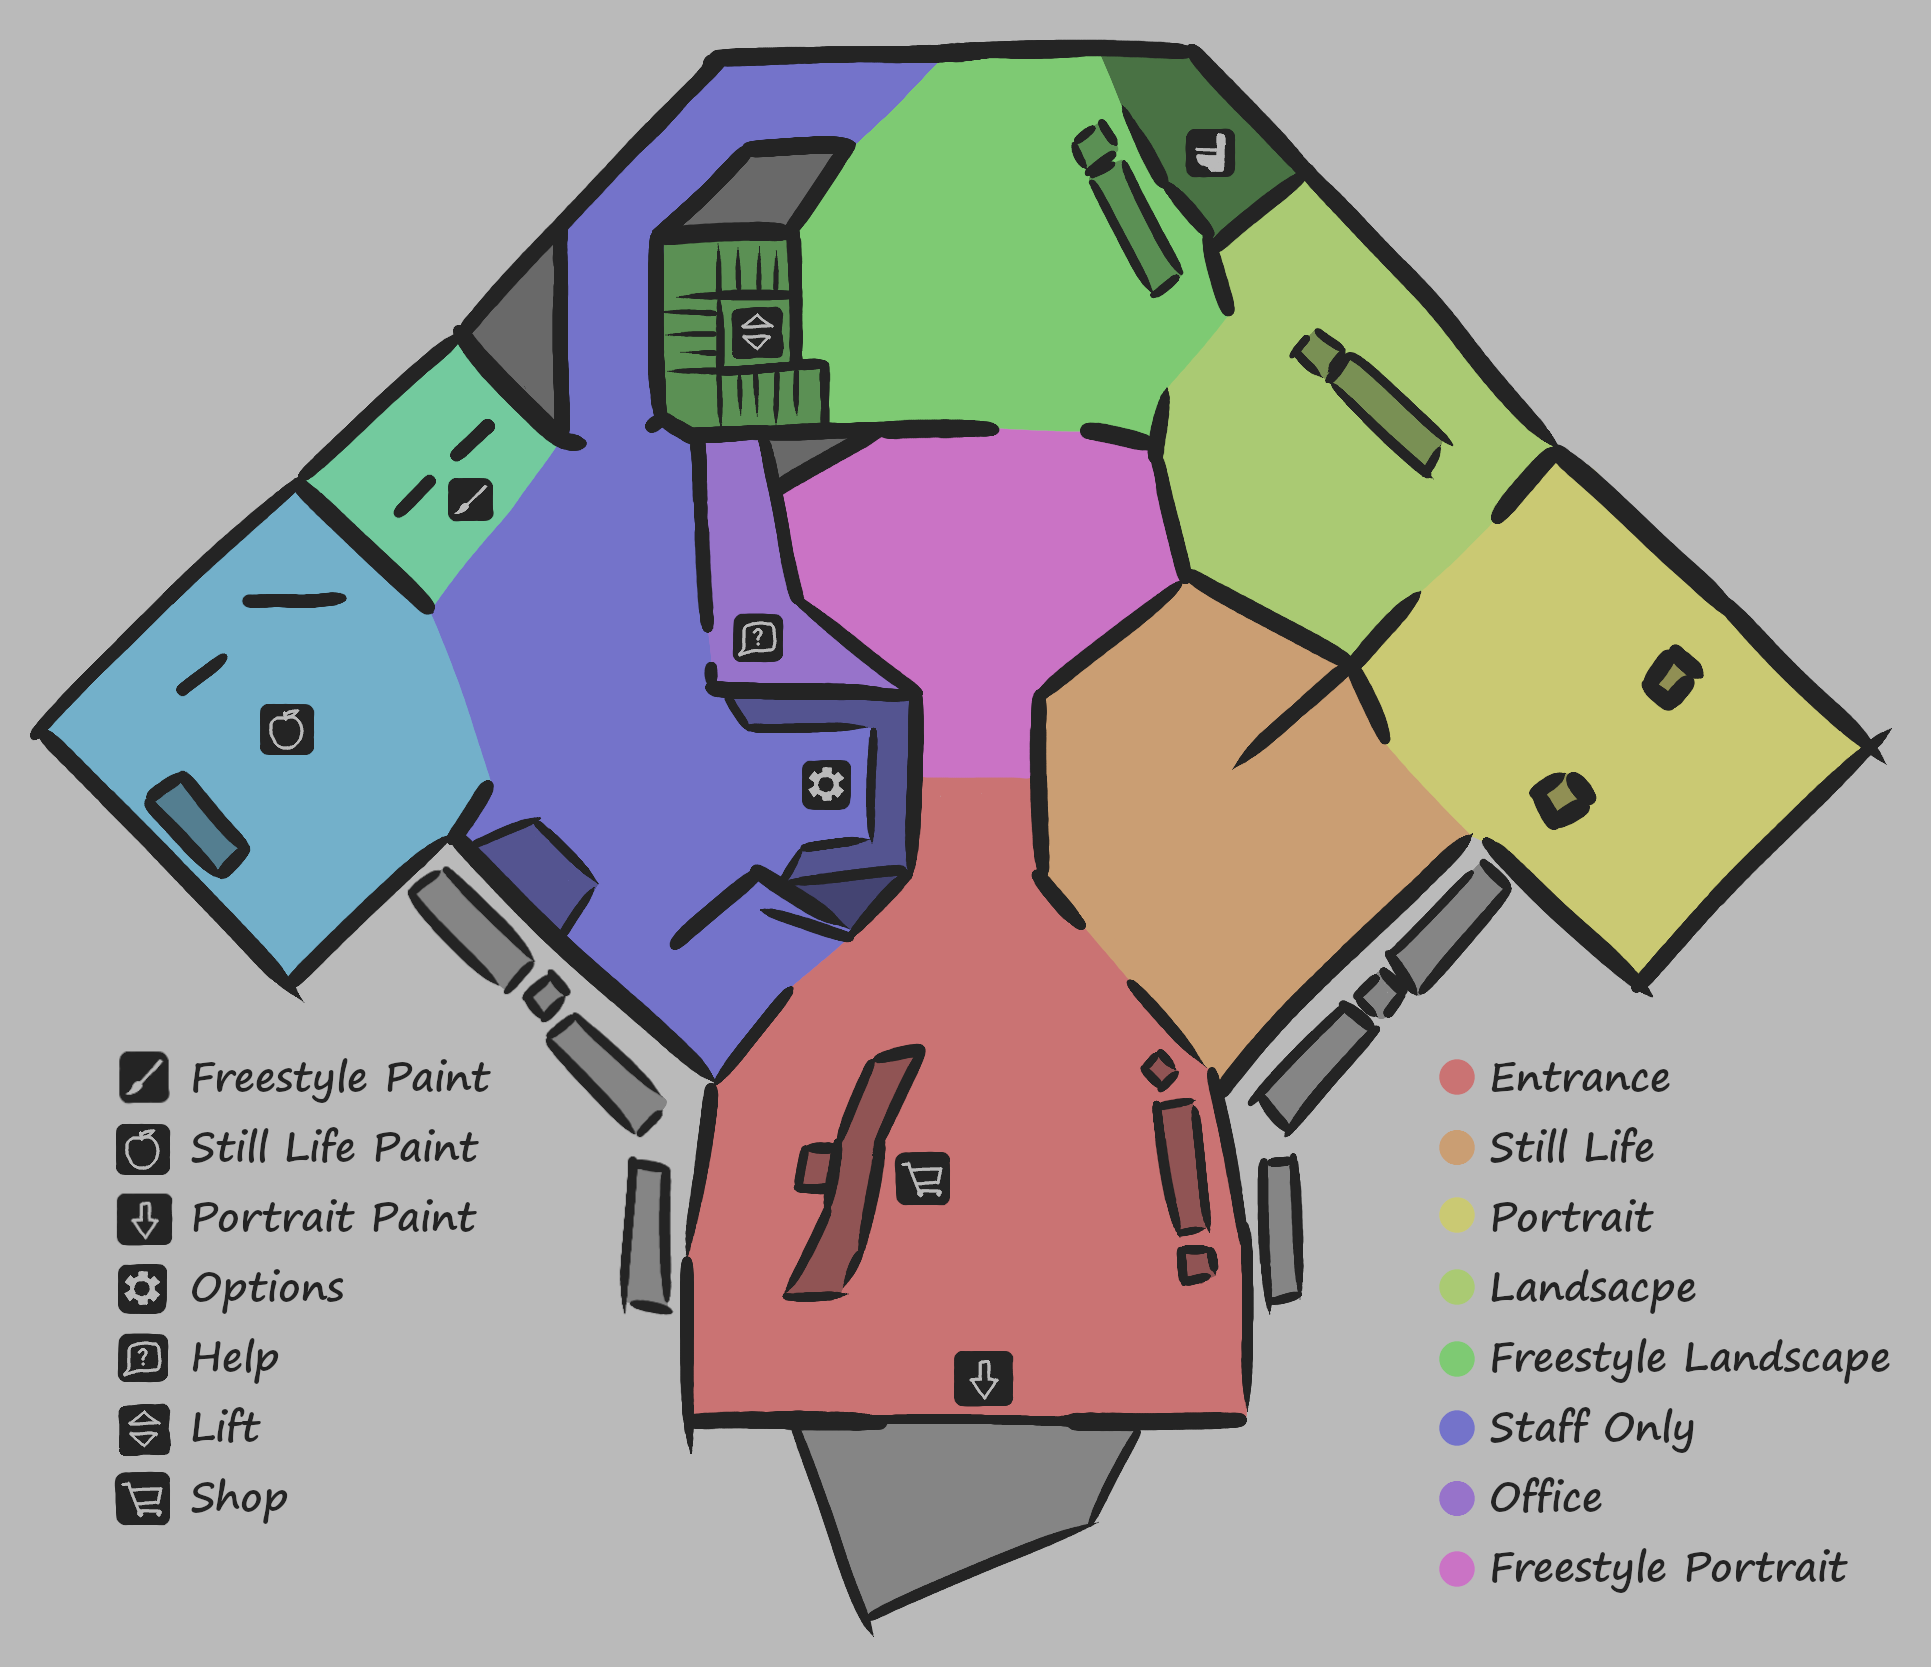 ?
Freestyle Paint
Still Life Paint
Portrait Paint
Options
? Help
Lift
Shop
Entrance
Still Life
Portrait
Landsacpe
Freestyle Landscape
Staff Only
Office
Freestyle Portrait